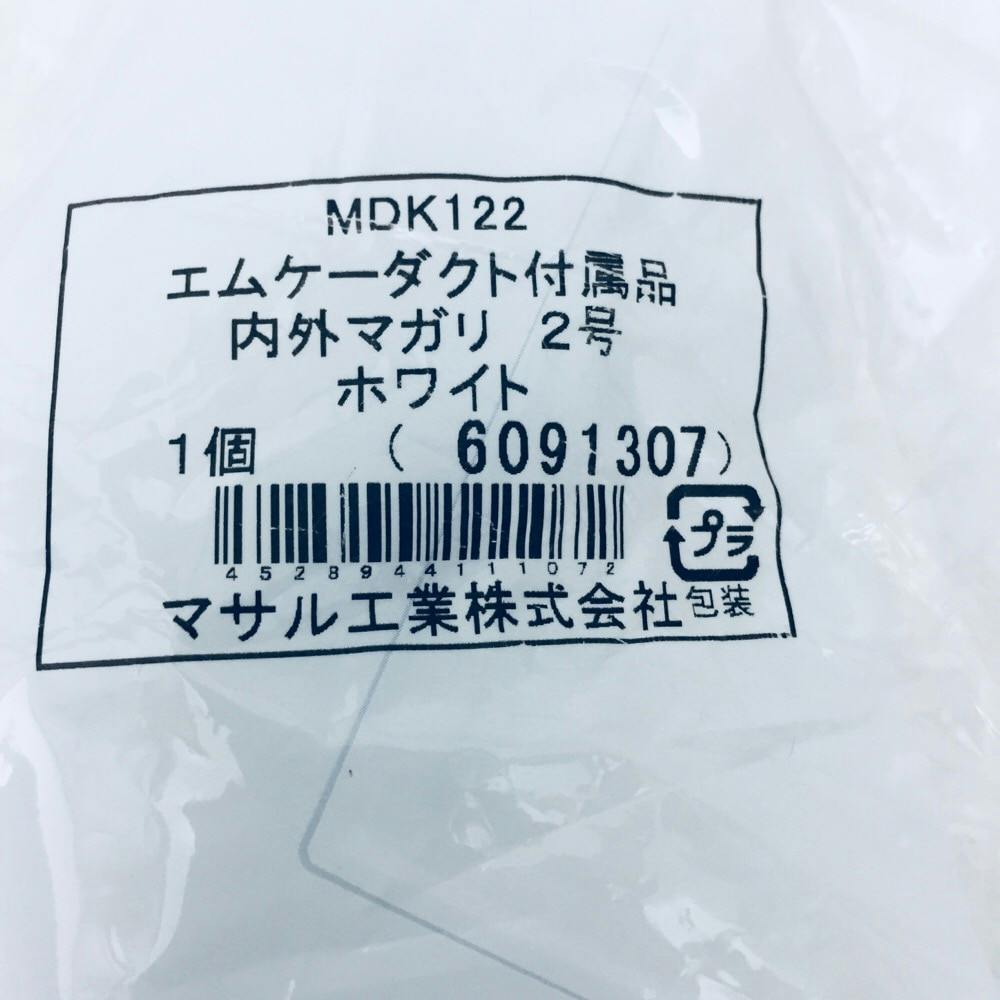 MDK122
エムケーダクト付属品
内外マガリ 2号
ホワイト
1個 (6091307)
4528944111072
プラ
マサル工業株式会社
包装